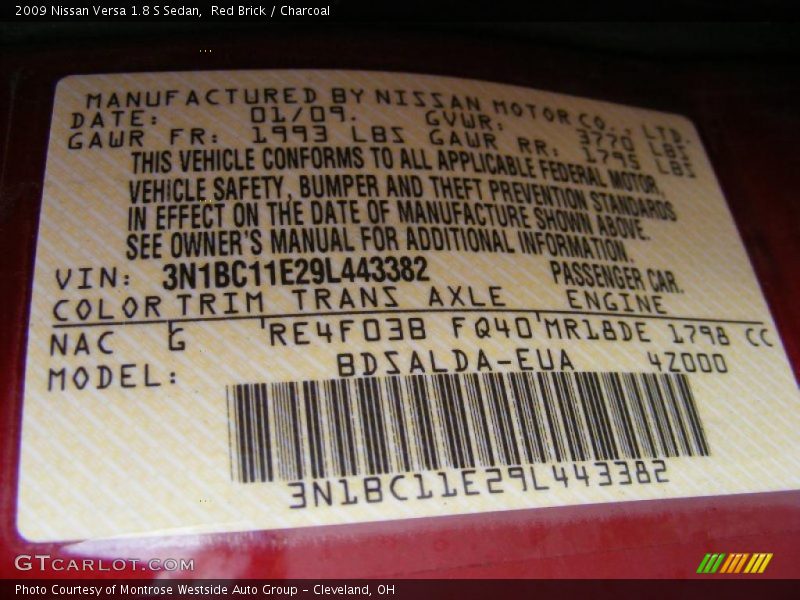 2009 Nissan Versa 1.8 S Sedan,  Red Brick / Charcoal
MANUFACTURED BY NISSAN MOTOR CO., LTD.
DATE: 01/09. GVWR: 3770 LBS
GAWR FR: 1993 LBS GAWR RR: 1795 LBS
THIS VEHICLE CONFORMS TO ALL APPLICABLE FEDERAL MOTOR
VEHICLE SAFETY, BUMPER AND THEFT PREVENTION STANDARDS
IN EFFECT ON THE DATE OF MANUFACTURE SHOWN ABOVE.
SEE OWNER'S MANUAL FOR ADDITIONAL INFORMATION.
VIN: 3N1BC11E29L443382 PASSENGER CAR.
COLOR TRIM TRANS AXLE ENGINE
NAC G RE4F03B FQ40 MR18DE 1798 CC
MODEL: BDSALDA-EUA 4Z000
3N1BC11E29L443382
GTCARLOT.COM
Photo Courtesy of Montrose Westside Auto Group - Cleveland, OH